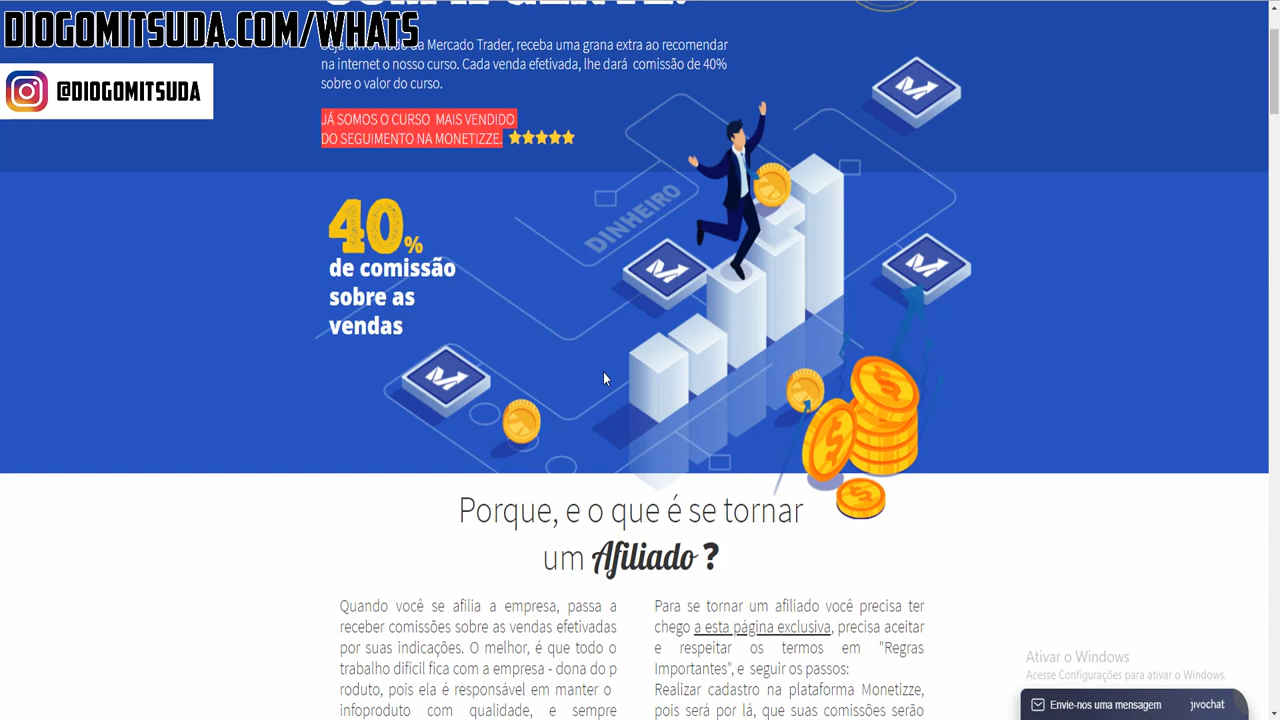 DIOGOMITSUDA.COM/WHATS
@DIOGOMITSUDA
Mercado Trader, receba uma grana extra ao recomendar
na internet o nosso curso. Cada venda efetivada, lhe dará comissão de 40%
sobre o valor do curso.
JÁ SOMOS O CURSO MAIS VENDIDO
DO SEGUIMENTO NA MONETIZZE.
DINHEIRO
40%
de comissão
sobre as
vendas
Porque, e o que é se tornar
um Afiliado ?
Quando você se afilia a empresa, passa a
receber comissões sobre as vendas efetivadas
por suas indicações. O melhor, é que todo o
trabalho difícil fica com a empresa - dona do p
roduto, pois ela é responsável em manter o
infoproduto com qualidade, e sempre
Para se tornar um afiliado você precisa ter
chego a esta página exclusiva, precisa aceitar
e respeitar os termos em "Regras
Importantes", e seguir os passos:
Realizar cadastro na plataforma Monetizze,
pois será por lá, que suas comissões serão
Ativar o Windows
Acesse Configurações para ativar o Windows.
Envie-nos uma mensagem
jivochat